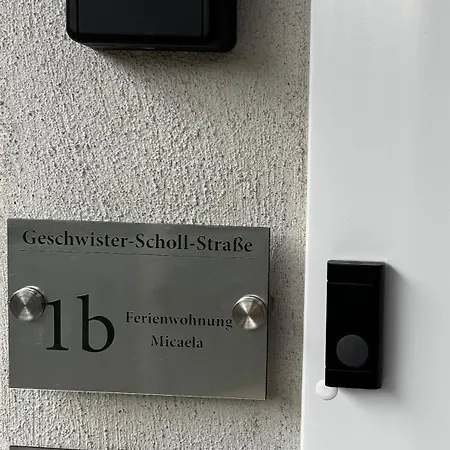 Geschwister-Scholl-Straße
1b
Ferienwohnung
Micaela